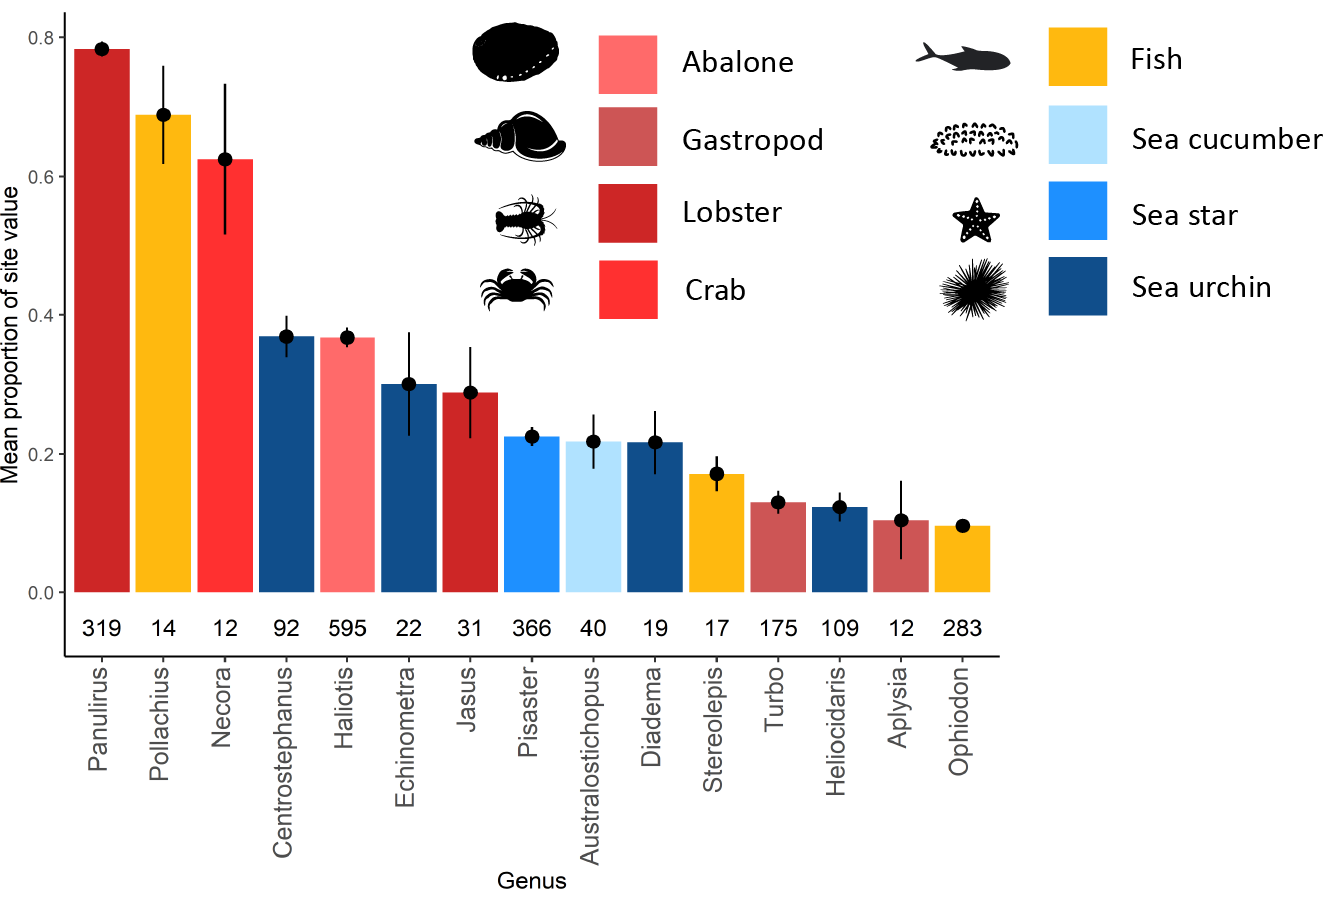 Mean proportion of site value
0.8
0.6
0.4
0.2
0.0
Abalone
Gastropod
Lobster
Crab
Fish
Sea cucumber
Sea star
Sea urchin
319 14 12 92 595 22 31 366 40 19 17 175 109 12 283
Panulirus
Pollachius
Necora
Centrostephanus
Haliotis
Echinometra
Jasus
Pisaster
Australostichopus
Diadema
Stereolepis
Turbo
Heliocidaris
Aplysia
Ophiodon
Genus